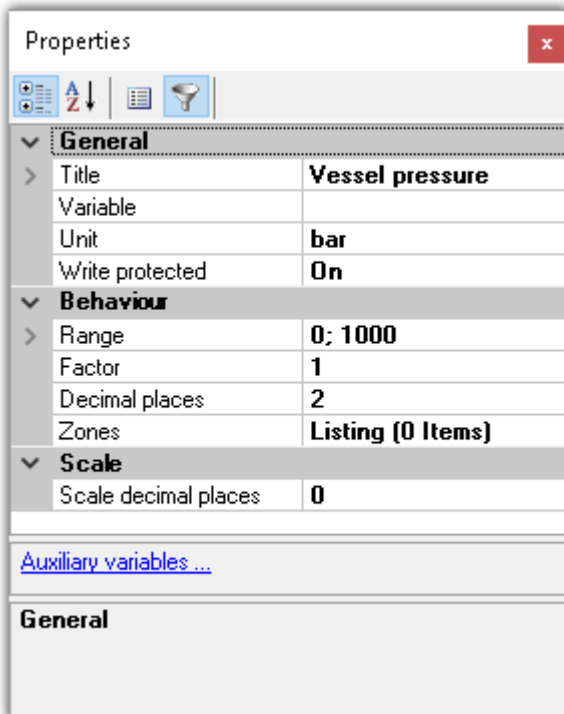 Properties
x
A
Z
General
Title Vessel pressure
Variable
Unit bar
Write protected On
Behaviour
Range 0; 1000
Factor 1
Decimal places 2
Zones Listing (0 Items)
Scale
Scale decimal places 0
Auxiliary variables ...
General